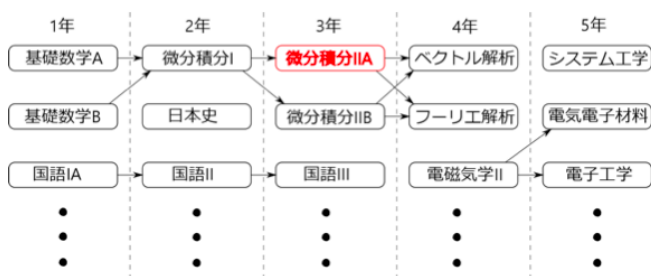 1年 2年 3年 4年 5年
基礎数学A 微分積分I 微分積分IIA ベクトル解析 システム工学
基礎数学B 日本史 微分積分IIB フーリエ解析 電気電子材料
国語IA 国語II 国語III 電磁気学II 電子工学